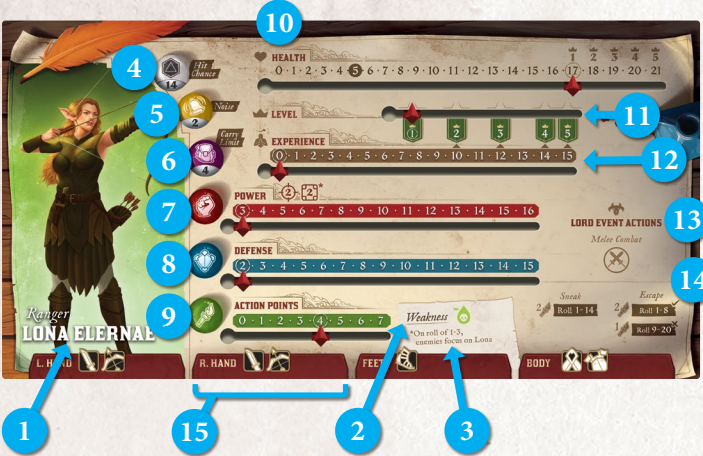 10
4
14
Hit
Chance
HEALTH
1 2 3 4 5
0 · 1 · 2 · 3 · 4 · 5 · 6 · 7 · 8 · 9 · 10 · 11 · 12 · 13 · 14 · 15 · 16 · 17 · 18 · 19 · 20 · 21
5
2
Noise
LEVEL
1 2 3 4 5
11
6
4
Carry
Limit
EXPERIENCE
0 · 1 · 2 · 3 · 4 · 5 · 6 · 7 · 8 · 9 · 10 · 11 · 12 · 13 · 14 · 15
12
7
POWER 2 2*
3 · 4 · 5 · 6 · 7 · 8 · 9 · 10 · 11 · 12 · 13 · 14 · 15 · 16
LORD EVENT ACTIONS
13
Melee Combat
8
DEFENSE
2 · 3 · 4 · 5 · 6 · 7 · 8 · 9 · 10 · 11 · 12 · 13 · 14 · 15
14
9
ACTION POINTS
0 · 1 · 2 · 3 · 4 · 5 · 6 · 7
Weakness
*On roll of 1-3,
enemies focus on Lona
Sneak
2 Roll 1-14
Escape
2 Roll 1-8
1 Roll 9-20
Ranger
LONA ELERNAE
L. HAND
R. HAND
FEET
BODY
1
15
2
3